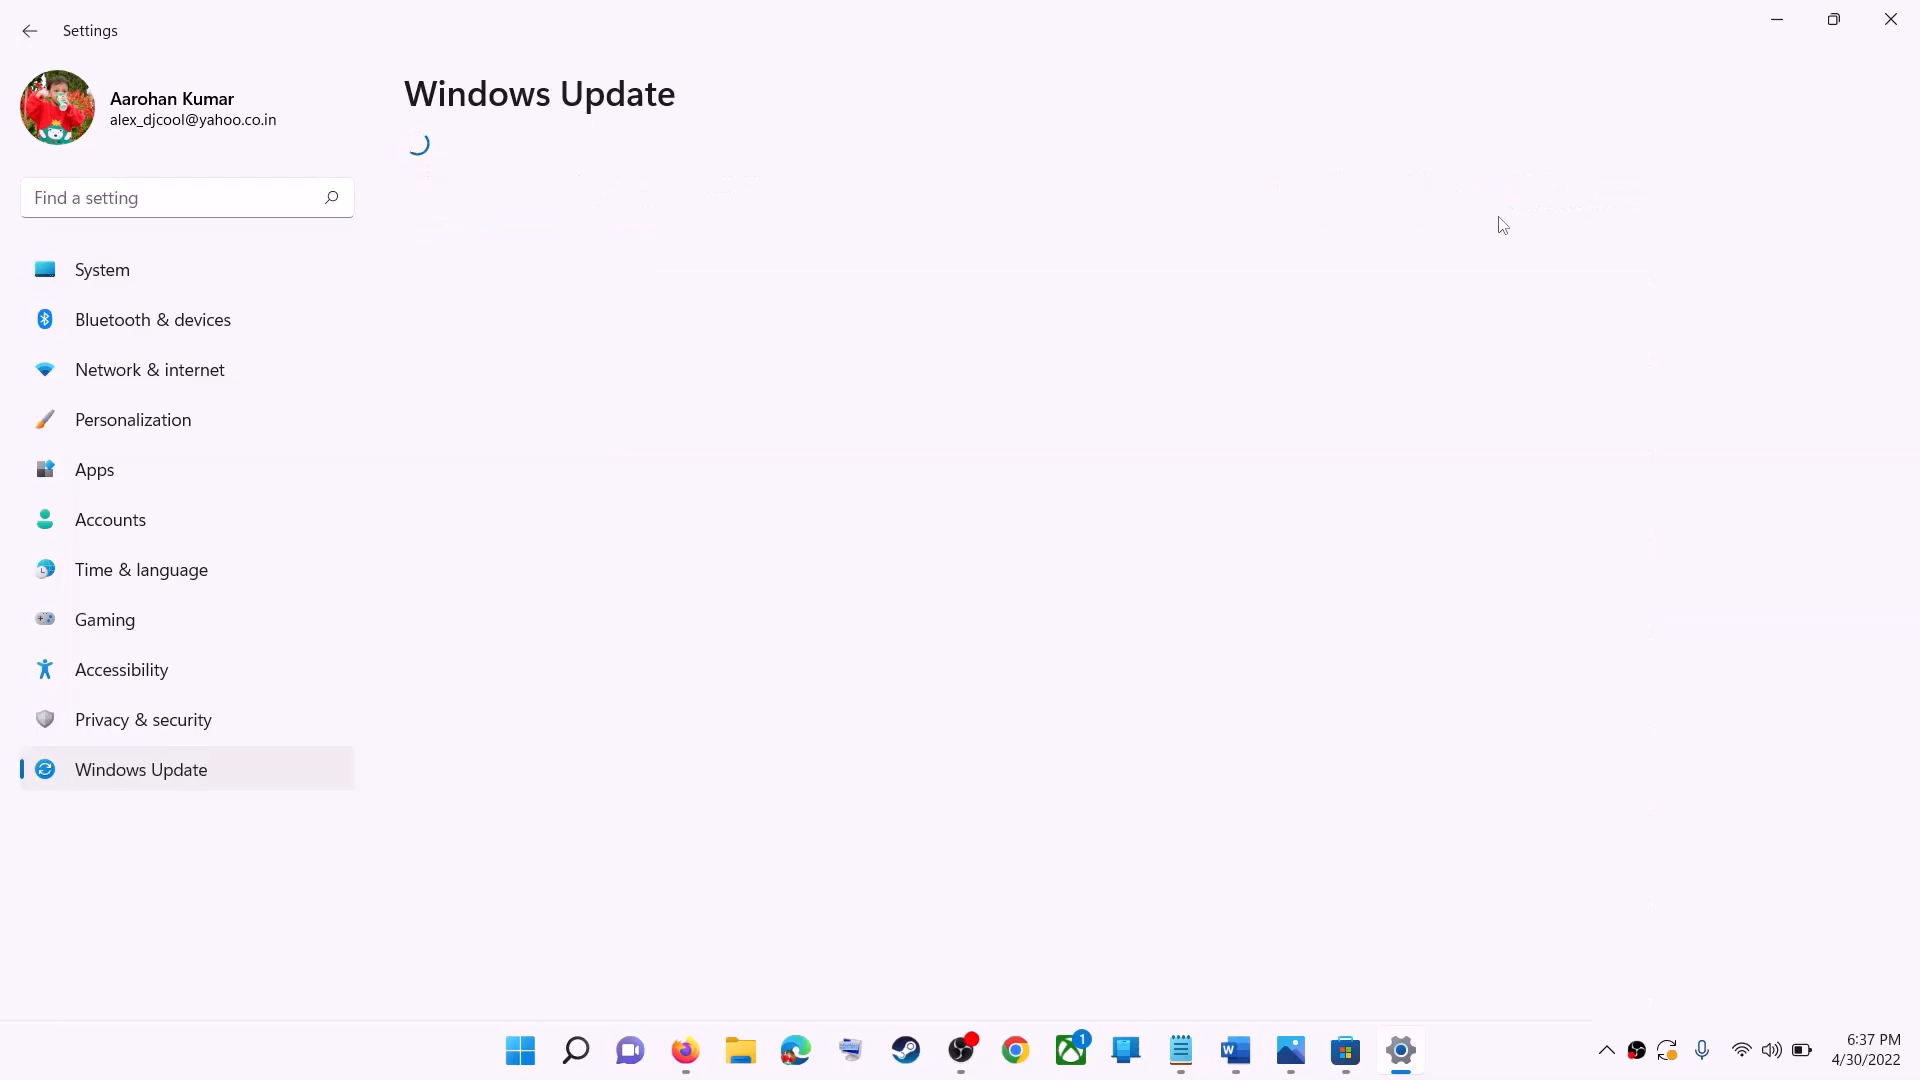 Settings
Aarohan Kumar
alex_djcool@yahoo.co.in
Find a setting
System
Bluetooth & devices
Network & internet
Personalization
Apps
Accounts
Time & language
Gaming
Accessibility
Privacy & security
Windows Update
Windows Update
1
6:37 PM
4/30/2022